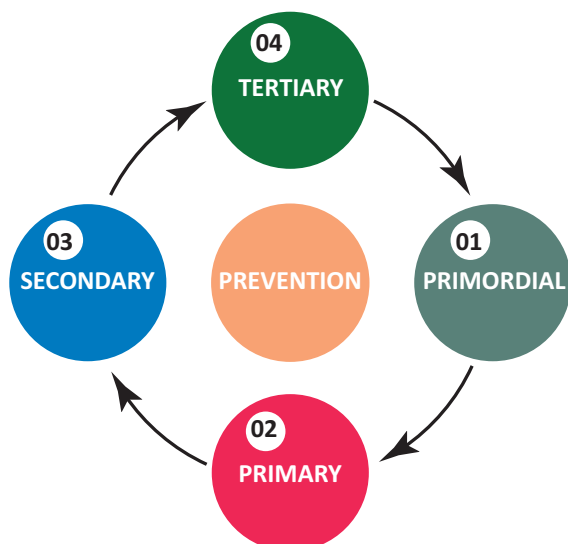 04
TERTIARY
03
SECONDARY
PREVENTION
01
PRIMORDIAL
02
PRIMARY